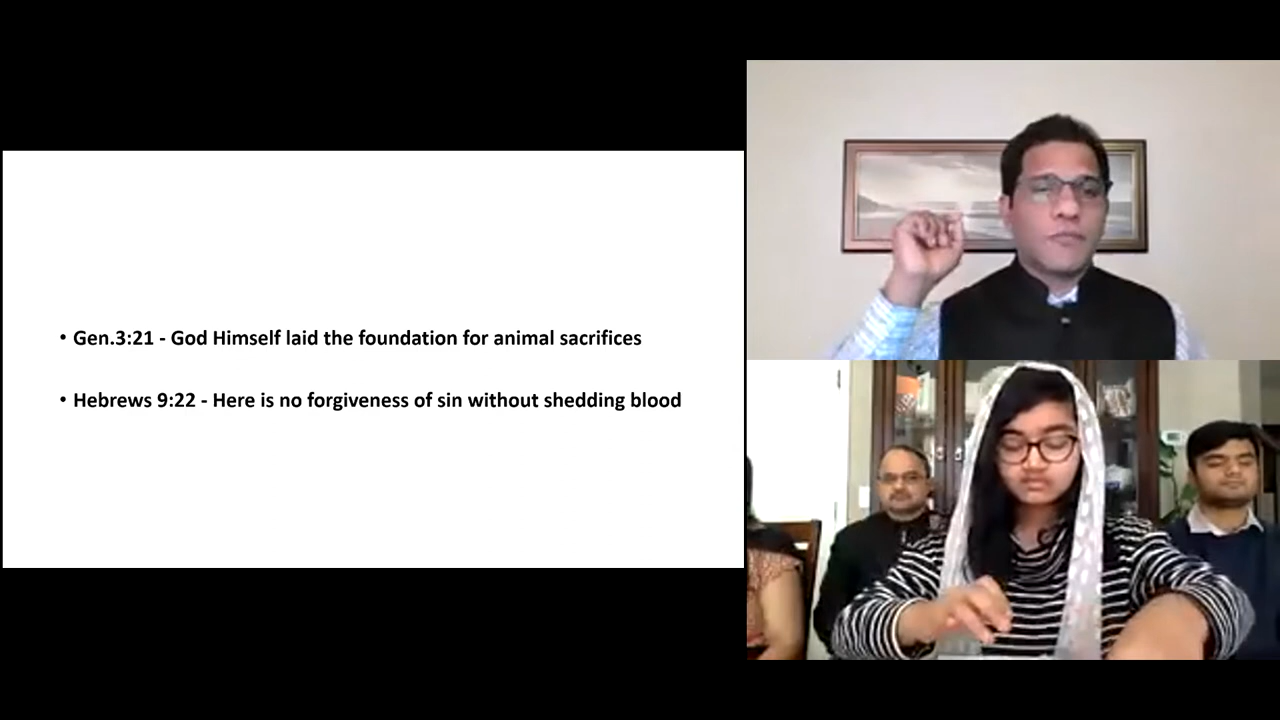 • Gen.3:21 - God Himself laid the foundation for animal sacrifices
• Hebrews 9:22 - Here is no forgiveness of sin without shedding blood